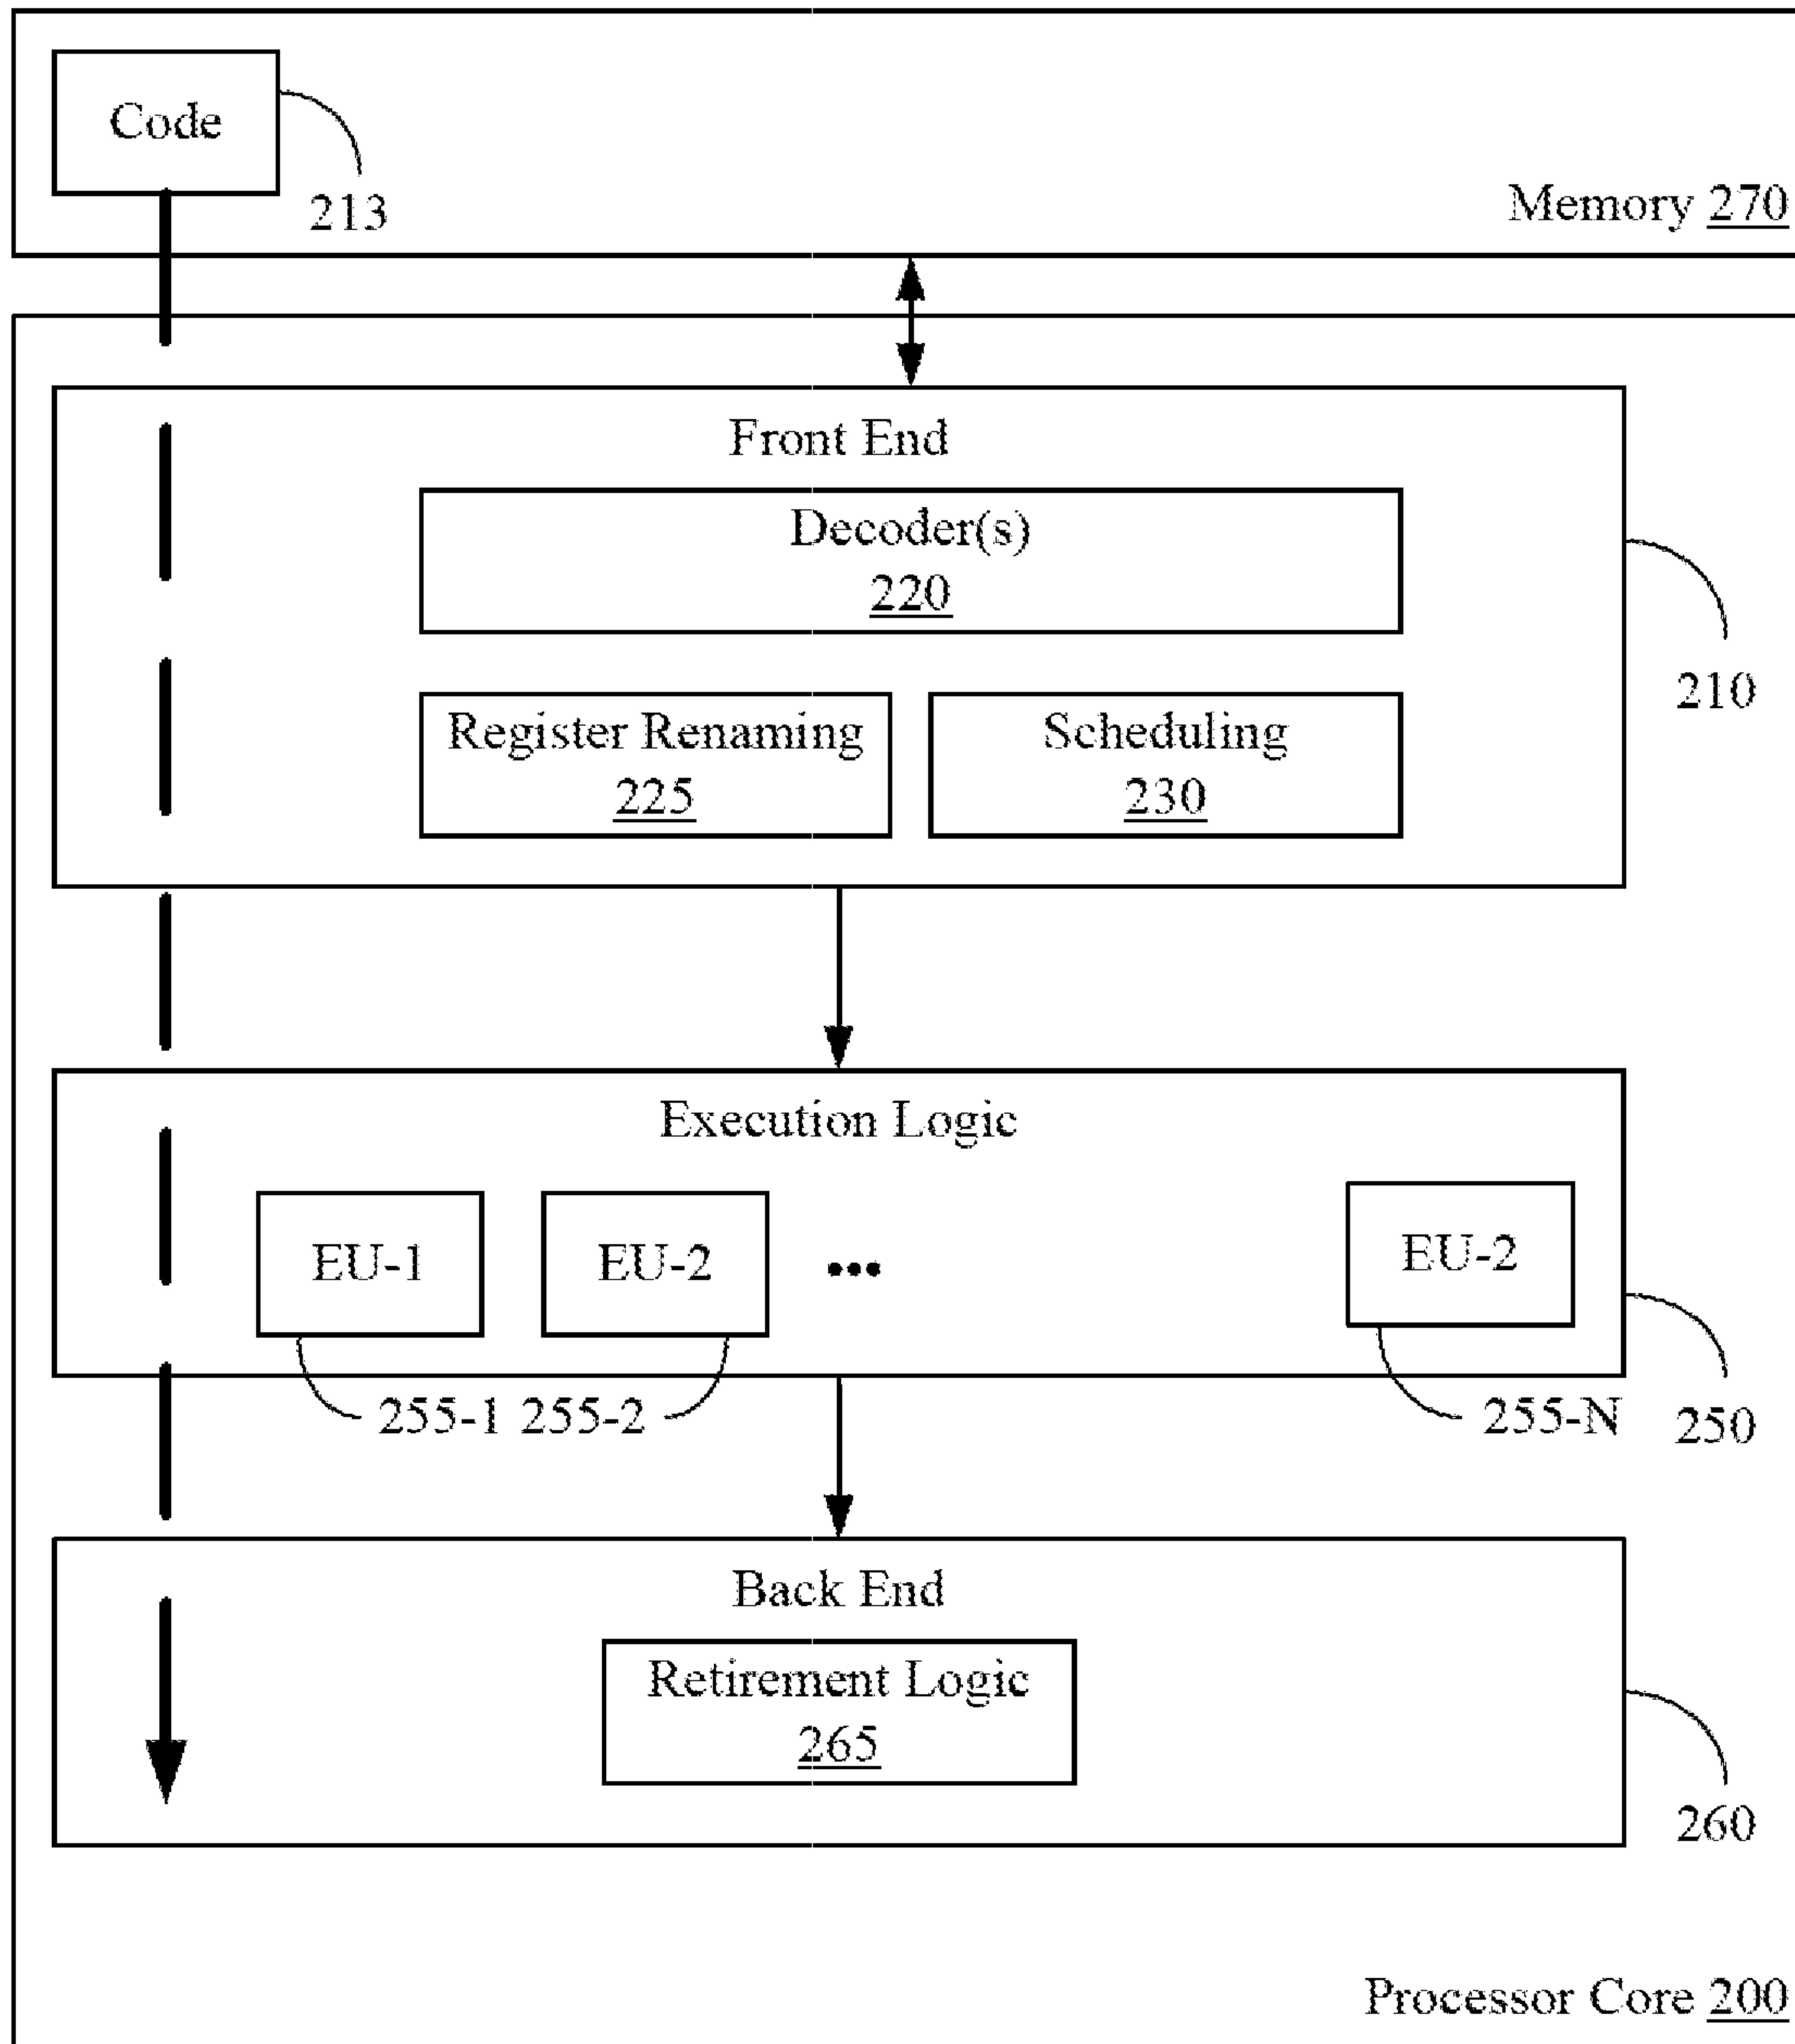 Code
213
Memory 270
Front End
Decoder(s)
220
210
Register Renaming
225
Scheduling
230
Execution Logic
EU-1
EU-2
•••
EU-2
255-1 255-2
255-N
250
Back End
Retirement Logic
265
260
Processor Core 200